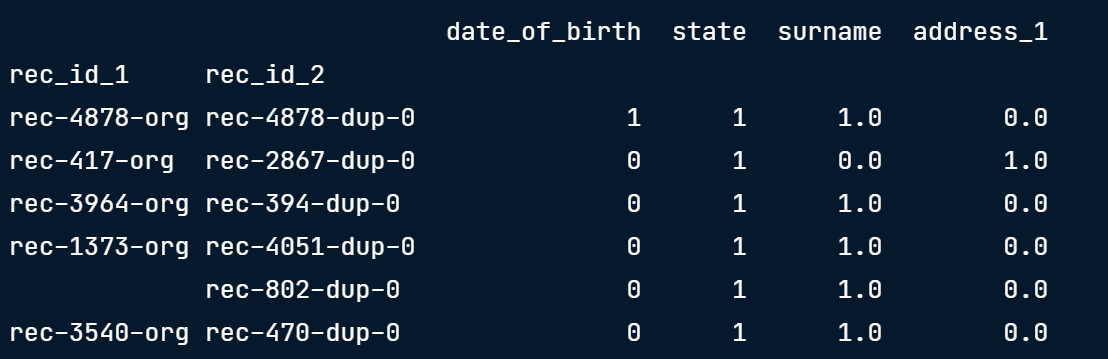 date_of_birth state surname address_1
rec_id_1 rec_id_2
rec-4878-org rec-4878-dup-0 1 1 1.0 0.0
rec-417-org rec-2867-dup-0 0 1 0.0 1.0
rec-3964-org rec-394-dup-0 0 1 1.0 0.0
rec-1373-org rec-4051-dup-0 0 1 1.0 0.0
rec-802-dup-0 0 1 1.0 0.0
rec-3540-org rec-470-dup-0 0 1 1.0 0.0